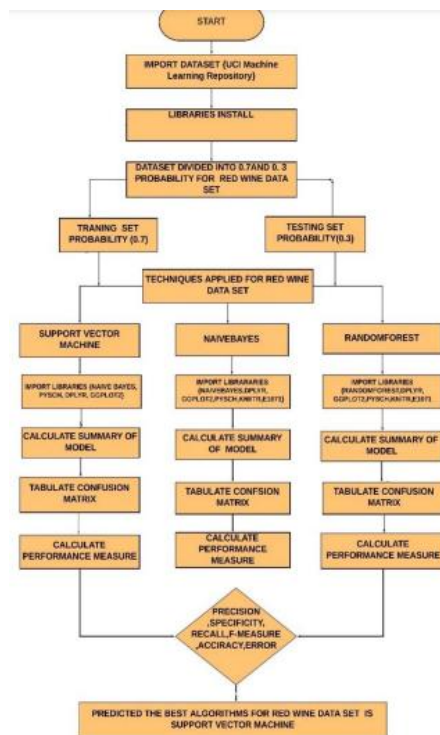 START
IMPORT DATASET {UCI Machine
Learning Repository}
LIBRARIES INSTALL
DATASET DIVIDED INTO 0.7AND 0. 3
PROBABILITY FOR RED WINE DATA
SET
TRANING SET
PROBABILITY (0.7)
TESTING SET
PROBABILITY(0.3)
TECHNIQUES APPLIED FOR RED WINE
DATA SET
SUPPORT VECTOR
MACHINE
NAIVEBAYES
RANDOMFOREST
IMPORT LIBRARIES (NAIVE BAYES,
PYSCH, DPLYR, GGPLOT2)
IMPORT LIBRARARIES
(NAIVEBAYES,DPLYR,
GGPLOT2,PYSCH,KNITR,E1071)
IMPORT LIBRARIES
(RANDOMFOREST,DPLYR,
GGPLOT2,PYSCH,KNITR,E1071
CALCULATE SUMMARY OF
MODEL
CALCULATE SUMMARY
OF MODEL
CALCULATE SUMMARY OF
MODEL
TABULATE CONFUSION
MATRIX
TABULATE CONFSION
MATRIX
TABULATE CONFUSION
MATRIX
CALCULATE
PERFORMANCE MEASURE
CALCULATE
PERFORMANCE
MEASURE
CALCULATE
PERFORMANCE MEASURE
PRECISION
,SPECIFICITY,
RECALL,F-MEASURE
,ACCIRACY,ERROR
PREDICTED THE BEST ALGORITHMS FOR RED WINE DATA SET IS
SUPPORT VECTOR MACHINE